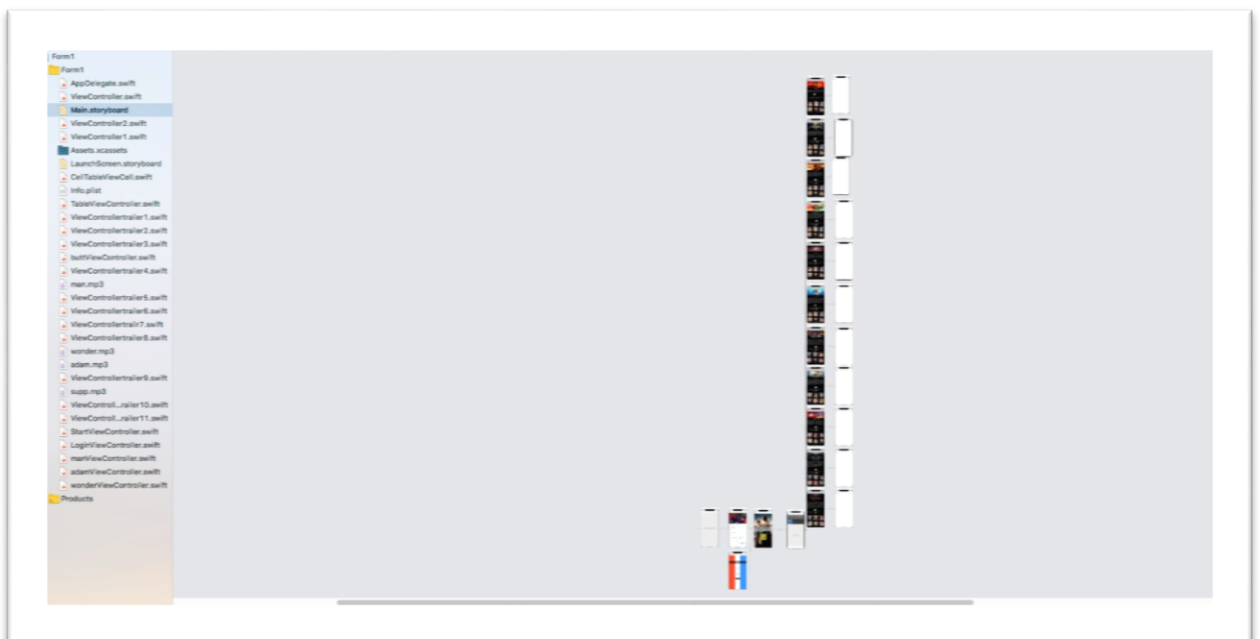 Form1
Form1
AppDelegate.swift
ViewController.swift
Main.storyboard
ViewController2.swift
ViewController1.swift
Assets.xcassets
LaunchScreen.storyboard
CellTableViewCell.swift
Info.plist
TableViewController.swift
ViewControllertrailer1.swift
ViewControllertrailer2.swift
ViewControllertrailer3.swift
buttViewController.swift
ViewControllertrailer4.swift
man.mp3
ViewControllertrailer5.swift
ViewControllertrailer6.swift
ViewControllertrailr7.swift
ViewControllertrailer8.swift
wonder.mp3
adam.mp3
ViewControllertrailer9.swift
supp.mp3
ViewControll...railer10.swift
ViewControll...railer11.swift
StartViewController.swift
LoginViewController.swift
manViewController.swift
adamViewController.swift
wonderViewController.swift
Products